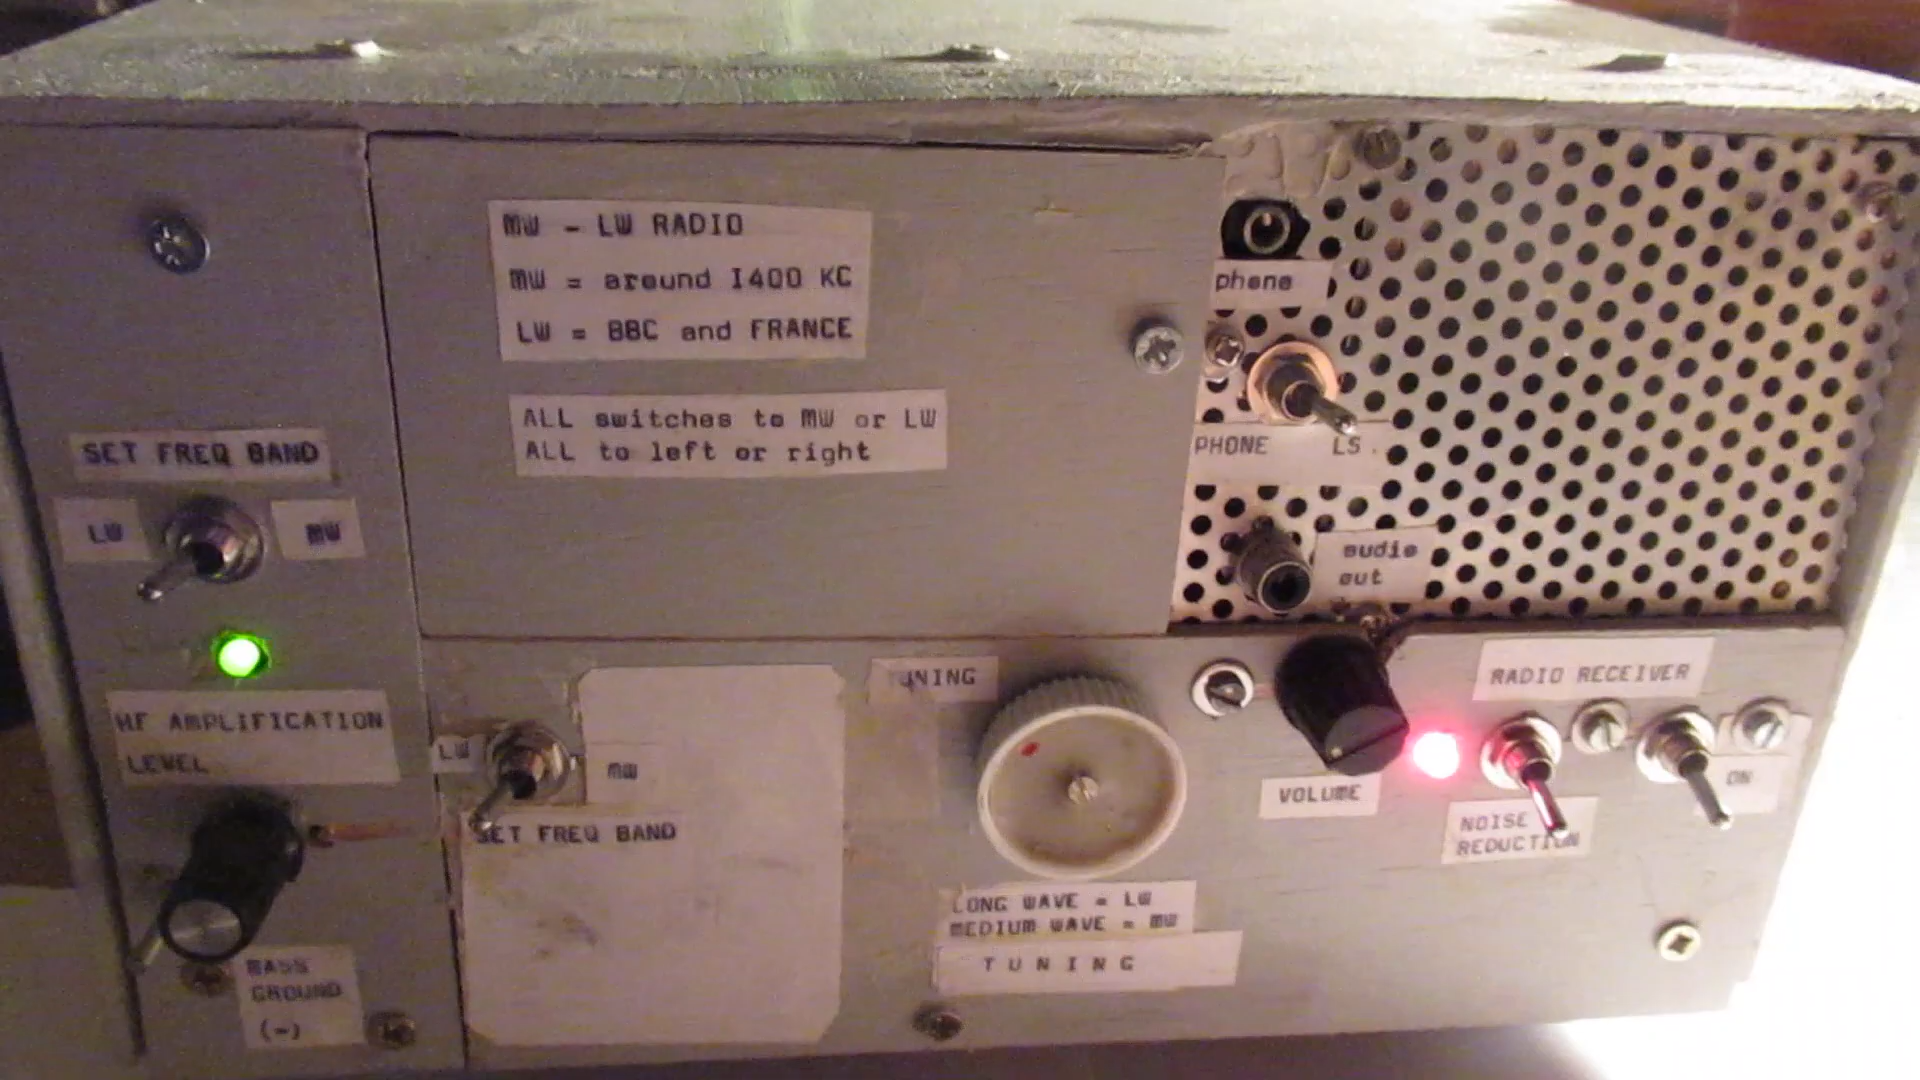 MW - LW RADIO
MW = around I400 KC
LW = BBC and FRANCE
ALL switches to MW or LW
ALL to left or right
phone
PHONE LS.
audio
out
SET FREQ BAND
LW MW
HF AMPLIFICATION
LEVEL
MASS
GROUND
(-)
LW MW
SET FREQ BAND
TUNING
LONG WAVE = LW
MEDIUM WAVE = MW
TUNING
VOLUME
RADIO RECEIVER
NOISE
REDUCTION
ON